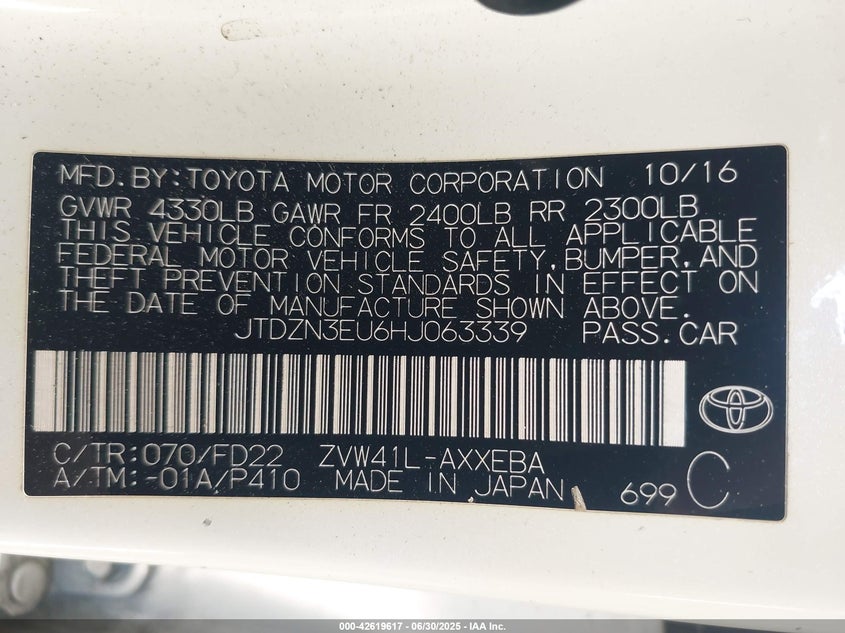 MFD.BY:TOYOTA MOTOR CORPORATION 10/16
GVWR 4330LB GAWR FR 2400LB RR 2300LB
THIS VEHICLE CONFORMS TO ALL APPLICABLE
FEDERAL MOTOR VEHICLE SAFETY,BUMPER,AND
THEFT PREVENTION STANDARDS IN EFFECT ON
THE DATE OF MANUFACTURE SHOWN ABOVE.
JTDZN3EU6HJ063339 PASS.CAR
C/TR:070/FD22 ZVW41L-AXXEBA
A/TM:-01A/P410 MADE IN JAPAN 699 C
000-42619617 - 06/30/2025 - IAA Inc.